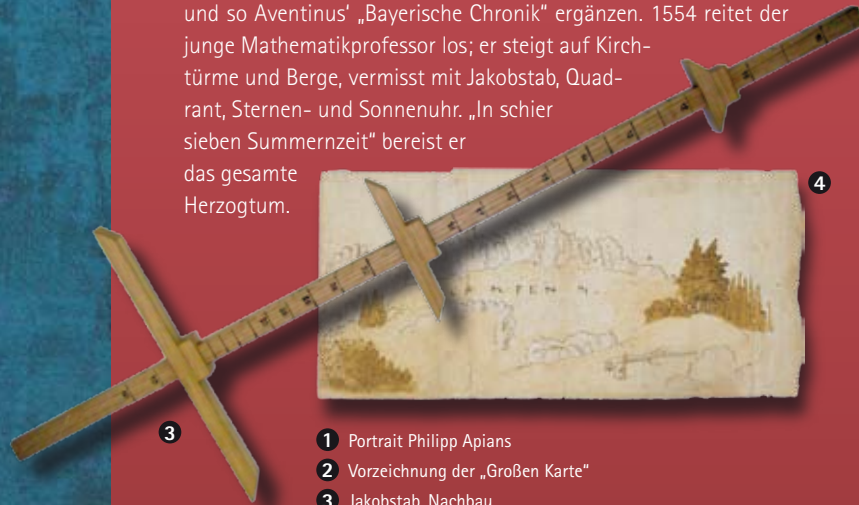 und so Aventinus‘ „Bayerische Chronik“ ergänzen. 1554 reitet der
junge Mathematikprofessor los; er steigt auf Kirch-
türme und Berge, vermisst mit Jakobstab, Quad-
rant, Sternen- und Sonnenuhr. „In schier
sieben Summernzeit“ bereist er
das gesamte
Herzogtum.
4
3
1 Portrait Philipp Apians
2 Vorzeichnung der „Großen Karte“
3 Jakobstab, Nachbau